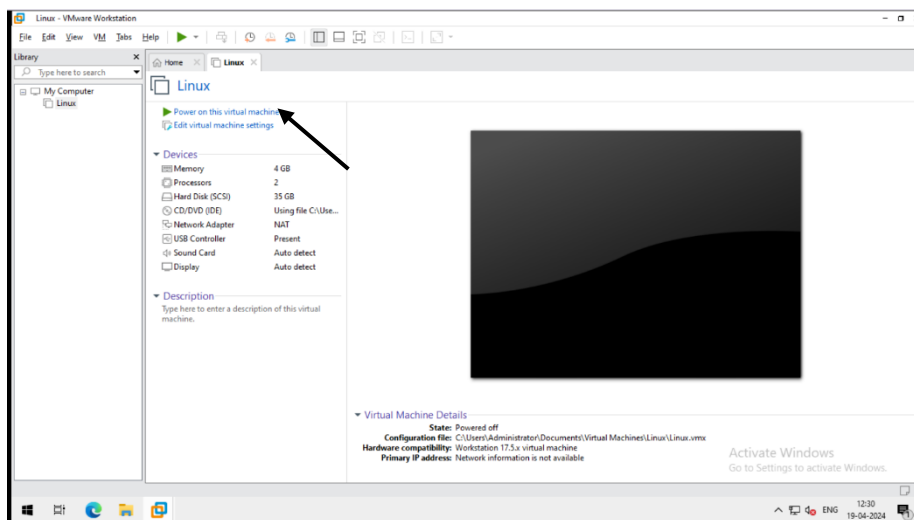 Linux - VMware Workstation
File Edit View VM Tabs Help
Library
Type here to search
My Computer
Linux
Home
Linux
Linux
Power on this virtual machine
Edit virtual machine settings
Devices
Memory 4 GB
Processors 2
Hard Disk (SCSI) 35 GB
CD/DVD (IDE) Using file C:\Use...
Network Adapter NAT
USB Controller Present
Sound Card Auto detect
Display Auto detect
Description
Type here to enter a description of this virtual
machine.
Virtual Machine Details
State: Powered off
Configuration file: C:\Users\Administrator\Documents\Virtual Machines\Linux\Linux.vmx
Hardware compatibility: Workstation 17.5.x virtual machine
Primary IP address: Network information is not available
Activate Windows
Go to Settings to activate Windows.
ENG
12:30
19-04-2024